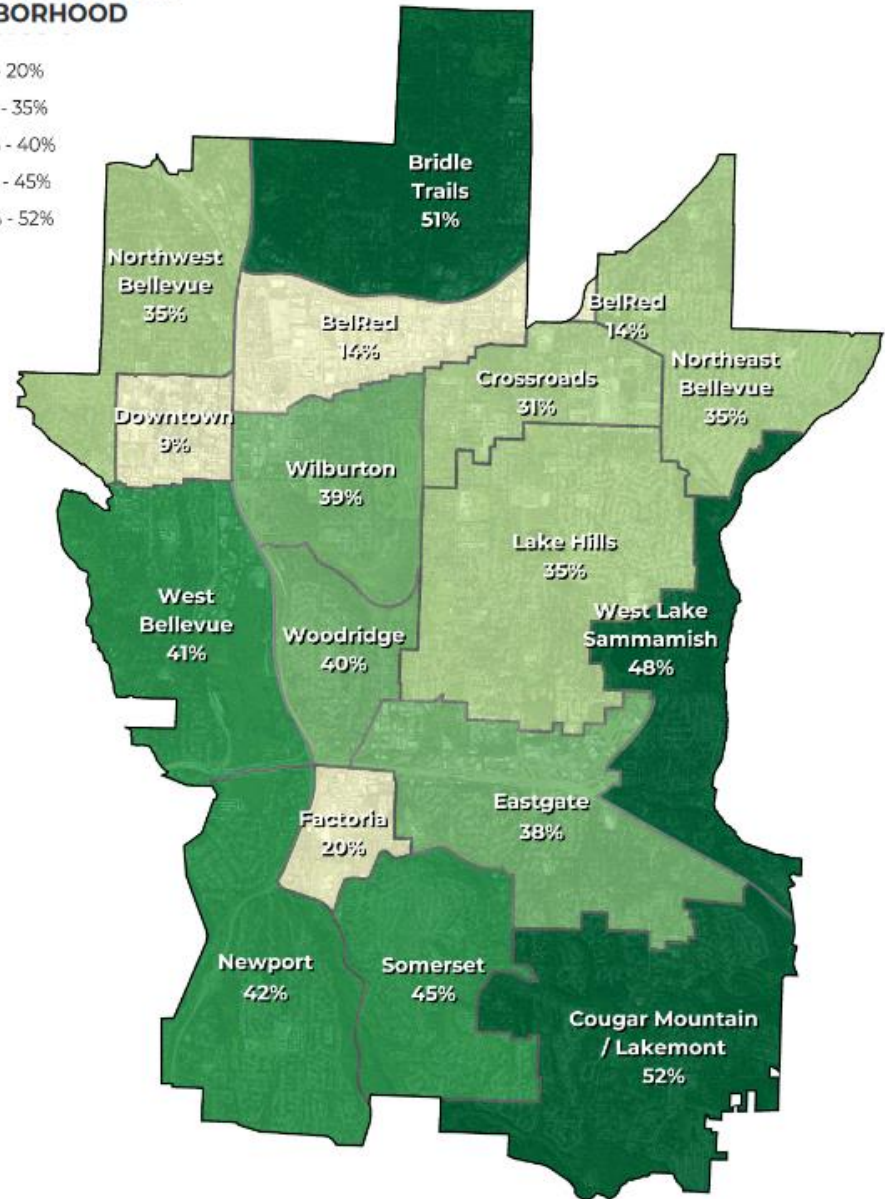 BORHOOD
20%
- 35%
- 40%
- 45%
- 52%
Bridle
Trails
51%
Northwest
Bellevue
35%
BelRed
14%
BelRed
14%
Northeast
Bellevue
35%
Crossroads
31%
Downtown
9%
Wilburton
39%
Lake Hills
35%
West
Bellevue
41%
Woodridge
40%
West Lake
Sammamish
48%
Eastgate
38%
Factoria
20%
Newport
42%
Somerset
45%
Cougar Mountain
/ Lakemont
52%